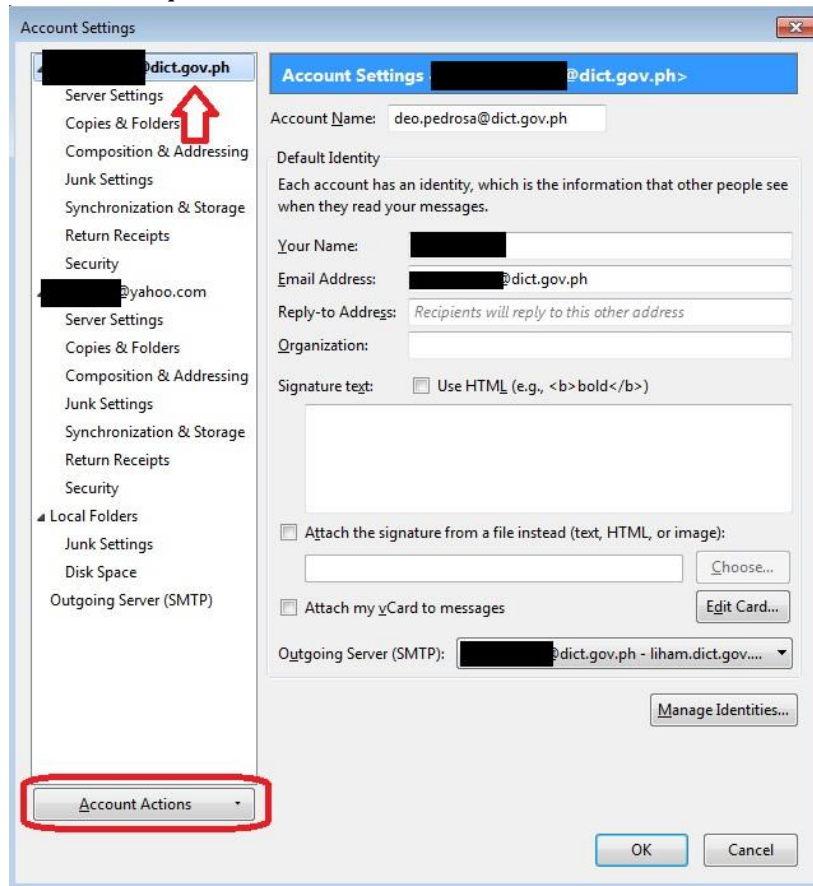 Account Settings
@dict.gov.ph
Server Settings
Copies & Folders
Composition & Addressing
Junk Settings
Synchronization & Storage
Return Receipts
Security
@yahoo.com
Server Settings
Copies & Folders
Composition & Addressing
Junk Settings
Synchronization & Storage
Return Receipts
Security
Local Folders
Junk Settings
Disk Space
Outgoing Server (SMTP)
Account Actions
Account Settings - @dict.gov.ph>
Account Name: deo.pedrosa@dict.gov.ph
Default Identity
Each account has an identity, which is the information that other people see
when they read your messages.
Your Name:
Email Address: @dict.gov.ph
Reply-to Address: Recipients will reply to this other address
Organization:
Signature text: Use HTML (e.g., <b>bold</b>)
Attach the signature from a file instead (text, HTML, or image):
Choose...
Attach my vCard to messages
Edit Card...
Outgoing Server (SMTP): @dict.gov.ph - liham.dict.gov....
Manage Identities...
OK
Cancel